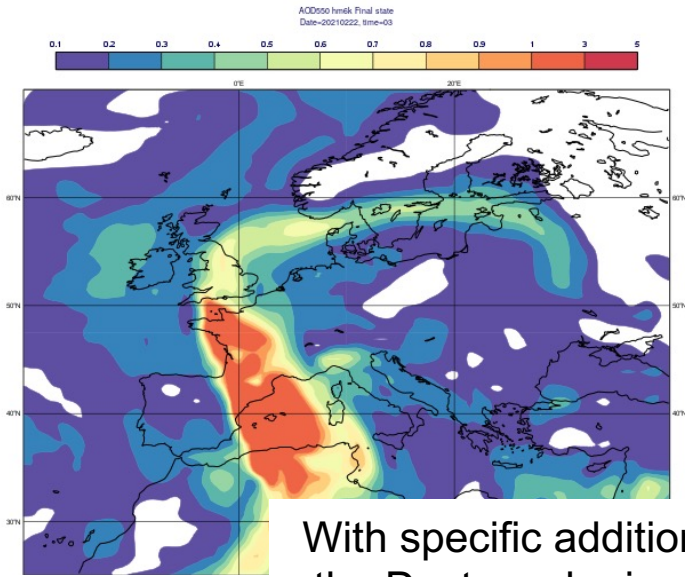 AOD550 hm6k Final state
Date=20210222, time=03
0.1 0.2 0.3 0.4 0.5 0.6 0.7 0.8 0.9 1 3 5
0°E 20°E
60°N 60°N
50°N 50°N
40°N 40°N
30°N
With specific addition